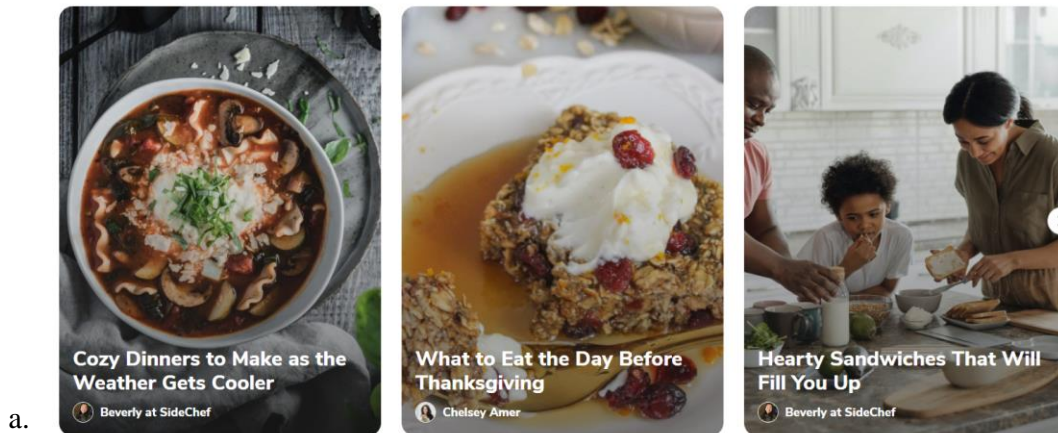 Cozy Dinners to Make as the
Weather Gets Cooler
Beverly at SideChef
What to Eat the Day Before
Thanksgiving
Chelsey Amer
Hearty Sandwiches That Will
Fill You Up
Beverly at SideChef
a.